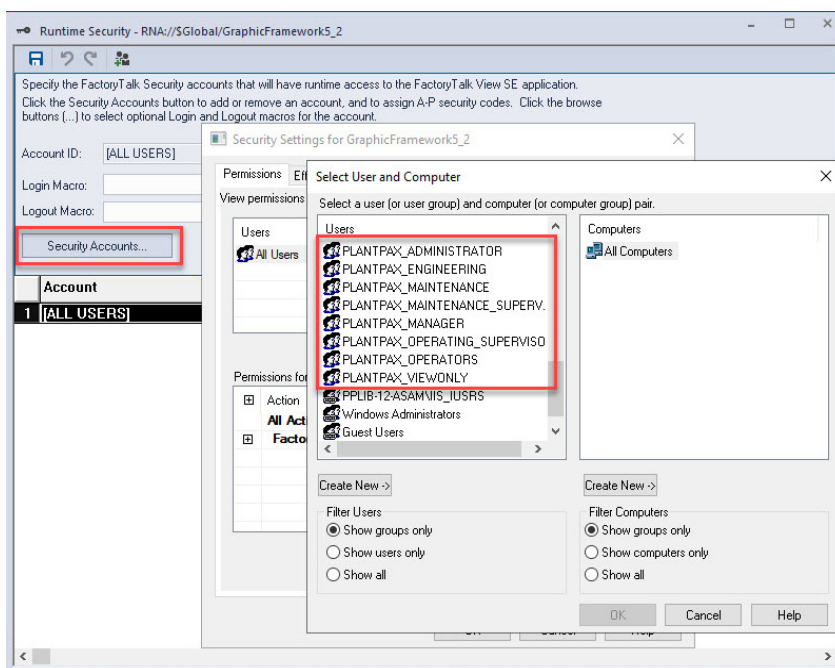 Runtime Security - RNA://$Global/GraphicFramework5_2
Specify the FactoryTalk Security accounts that will have runtime access to the FactoryTalk View SE application.
Click the Security Accounts button to add or remove an account, and to assign A-P security codes. Click the browse
buttons (...) to select optional Login and Logout macros for the account.
Account ID: [ALL USERS]
Login Macro:
Logout Macro:
Security Accounts...
Account
1 [ALL USERS]
Security Settings for GraphicFramework5_2
Permissions
View permissions
Users
All Users
Permissions for
Action
All Act
Facto
Select User and Computer
Select a user (or user group) and computer (or computer group) pair.
Users
PLANTPAX_ADMINISTRATOR
PLANTPAX_ENGINEERING
PLANTPAX_MAINTENANCE
PLANTPAX_MAINTENANCE_SUPERV.
PLANTPAX_MANAGER
PLANTPAX_OPERATING_SUPERVISO
PLANTPAX_OPERATORS
PLANTPAX_VIEWONLY
PPLIB-12-ASAM\IIS_IUSRS
Windows Administrators
Guest Users
Computers
All Computers
Create New ->
Create New ->
Filter Users
Show groups only
Show users only
Show all
Filter Computers
Show groups only
Show computers only
Show all
OK
Cancel
Help